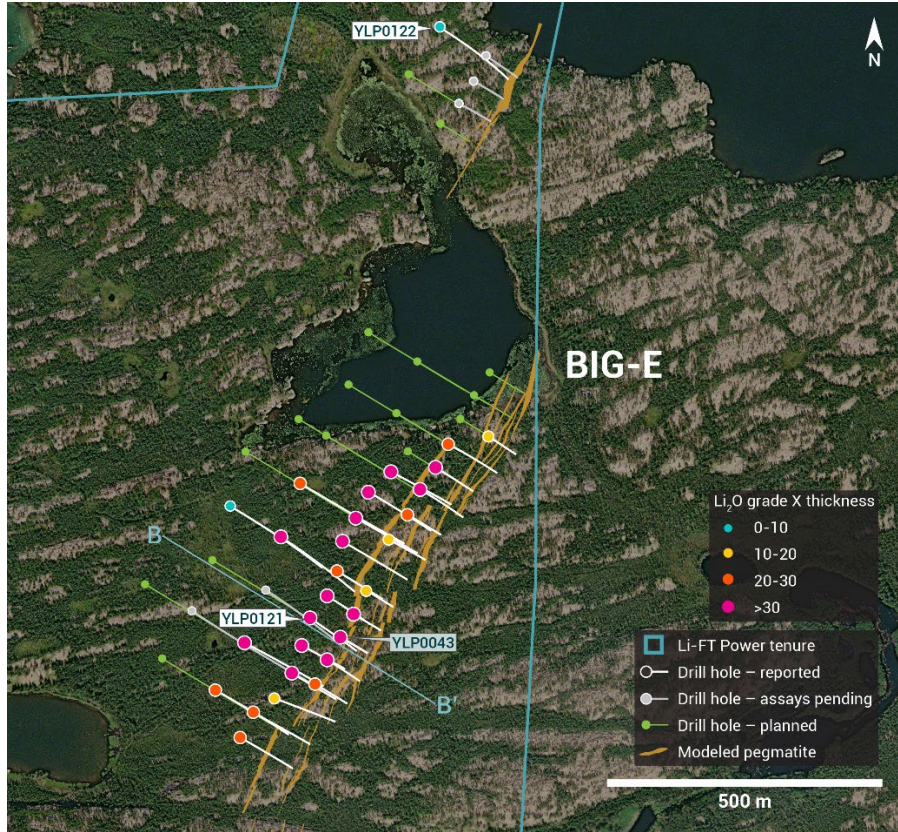 YLP0122
N
BIG-E
Li₂O grade X thickness
0-10
10-20
20-30
>30
B
YLP0121
YLP0043
B'
Li-FT Power tenure
Drill hole – reported
Drill hole – assays pending
Drill hole – planned
Modeled pegmatite
500 m